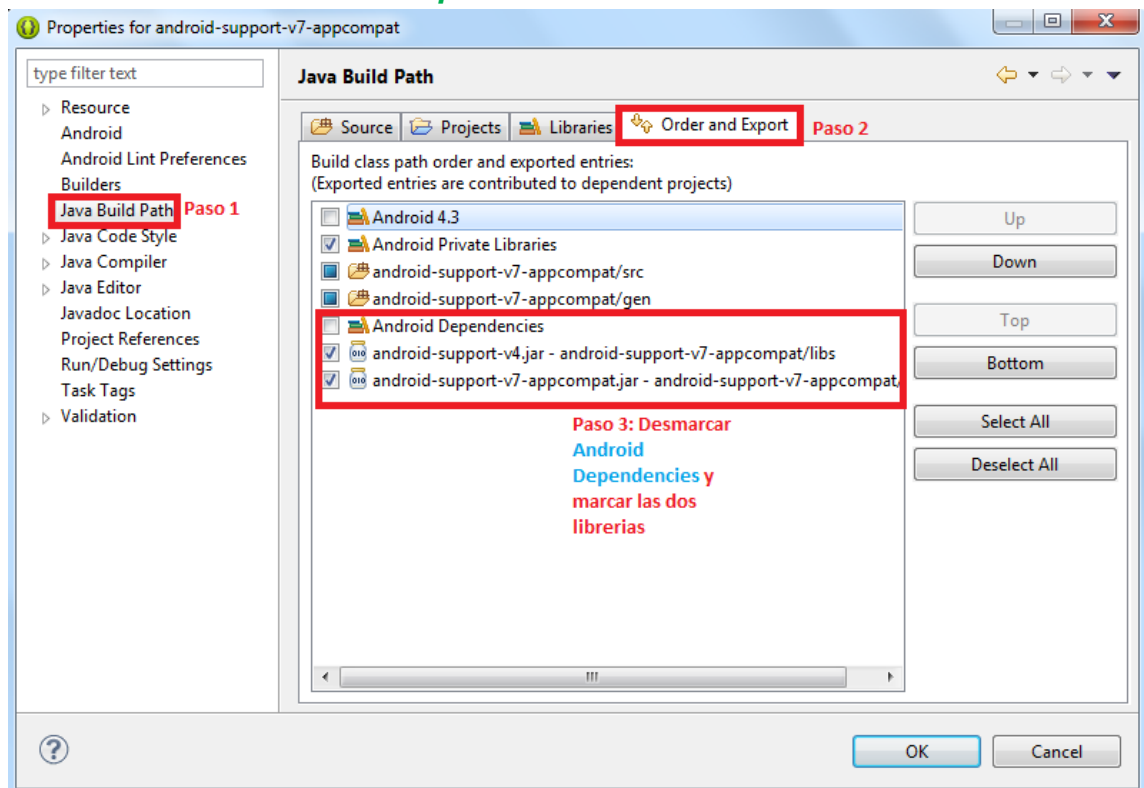 Properties for android-support-v7-appcompat
type filter text
Resource
Android
Android Lint Preferences
Builders
Java Build Path Paso 1
Java Code Style
Java Compiler
Java Editor
Javadoc Location
Project References
Run/Debug Settings
Task Tags
Validation
Java Build Path
Source Projects Libraries Order and Export Paso 2
Build class path order and exported entries:
(Exported entries are contributed to dependent projects)
Android 4.3
Android Private Libraries
android-support-v7-appcompat/src
android-support-v7-appcompat/gen
Android Dependencies
android-support-v4.jar - android-support-v7-appcompat/libs
android-support-v7-appcompat.jar - android-support-v7-appcompat/
Paso 3: Desmarcar
Android
Dependencies y
marcar las dos
librerias
Up
Down
Top
Bottom
Select All
Deselect All
OK Cancel